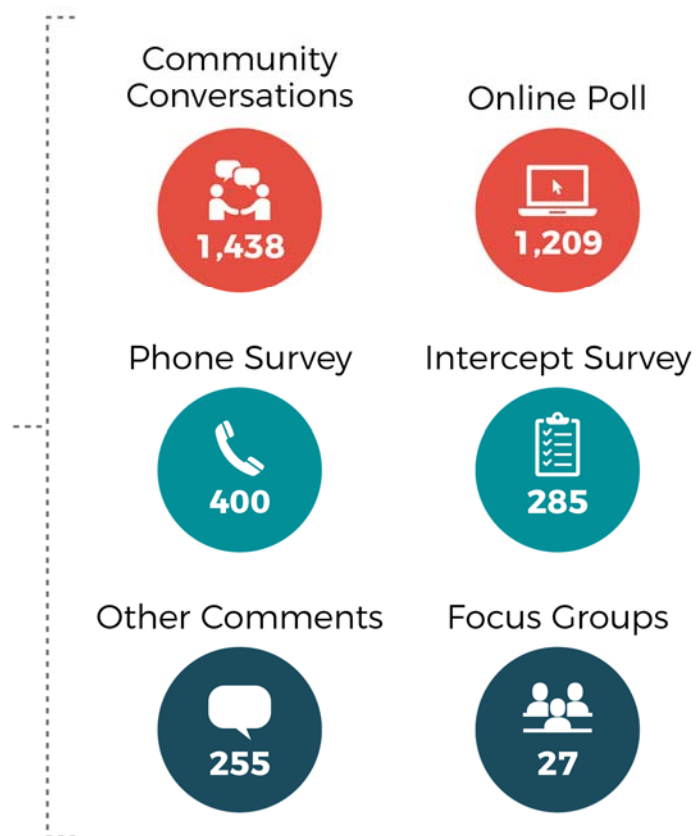 Community
Conversations
1,438
Online Poll
1,209
Phone Survey
400
Intercept Survey
285
Other Comments
255
Focus Groups
27